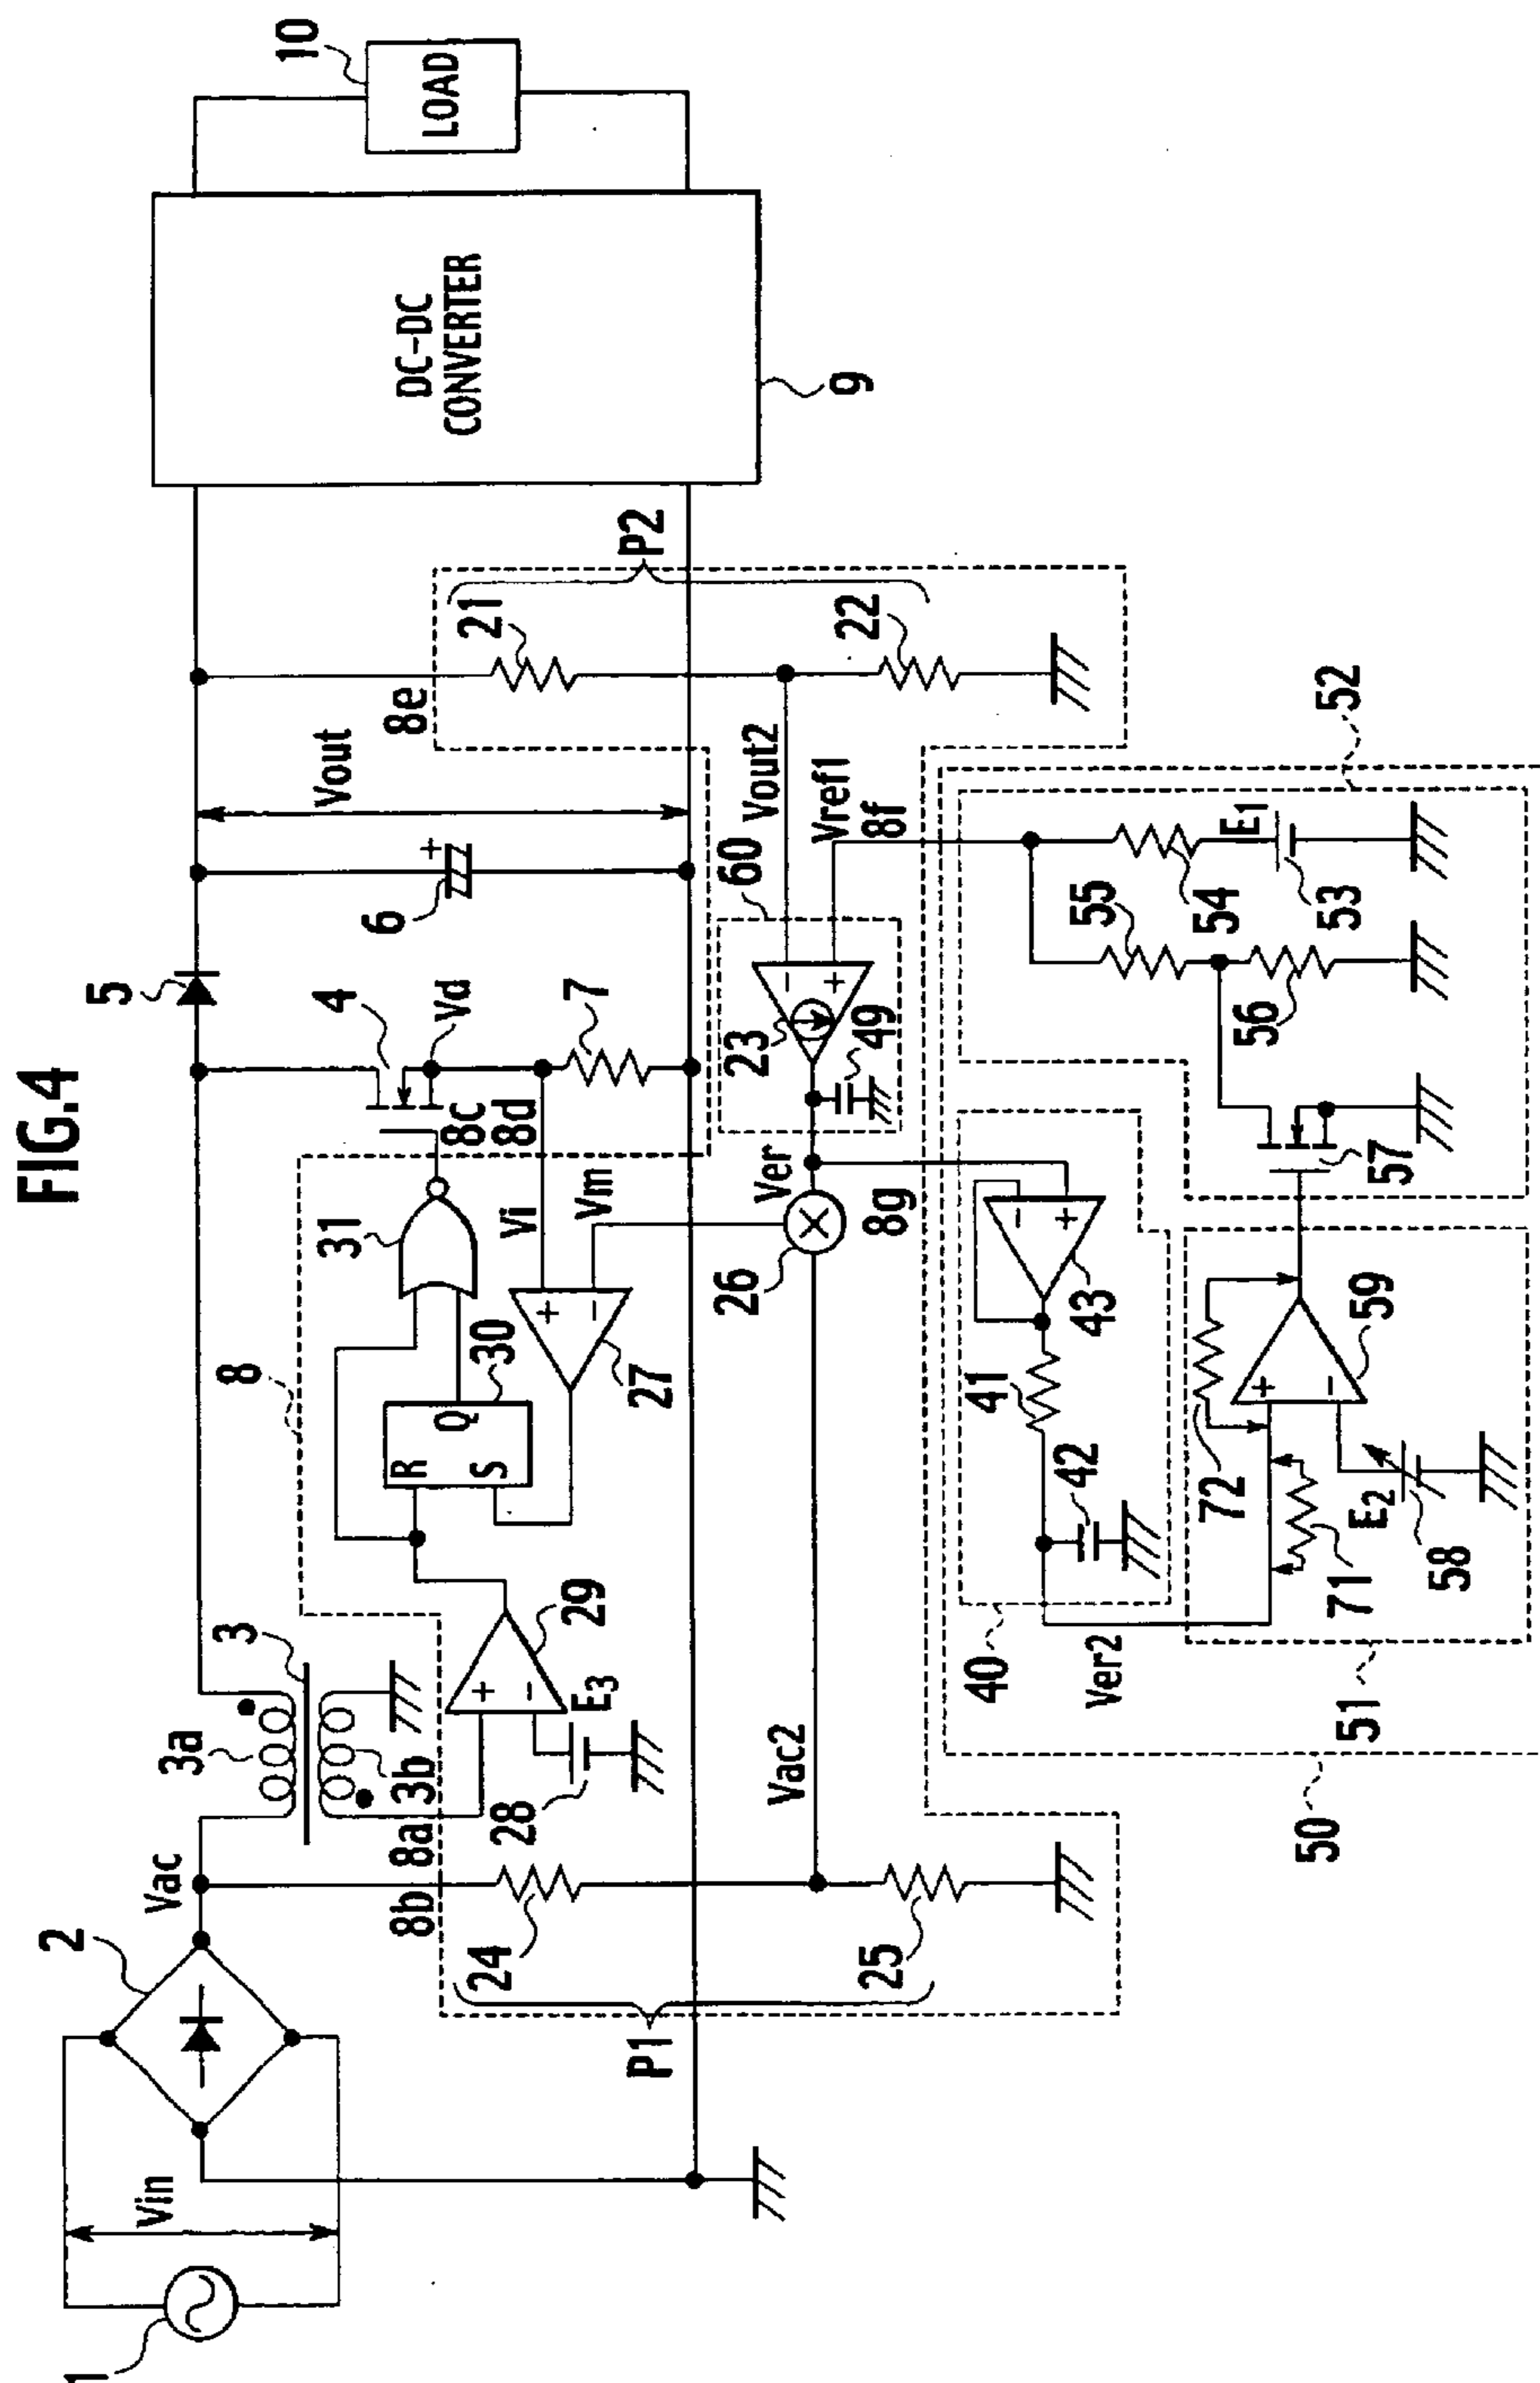 FIG.4
1
Vin
2
Vac
3a
3
3b
8a
8b
24
25
P1
28
E3
29
8
R
S
Q
30
31
27
Vi
Vm
8c
8d
4
Vd
5
7
6
+
Vout
8e
21
22
P2
DC-DC
CONVERTER
9
10
LOAD
Vac2
26
8g
Ver
23
49
60
Vout2
Vref1
8f
40
41
42
43
Ver2
50
51
71
72
E2
58
59
52
55
56
57
54
53
E1
+
−
+
−
−
+
−
+
+
−